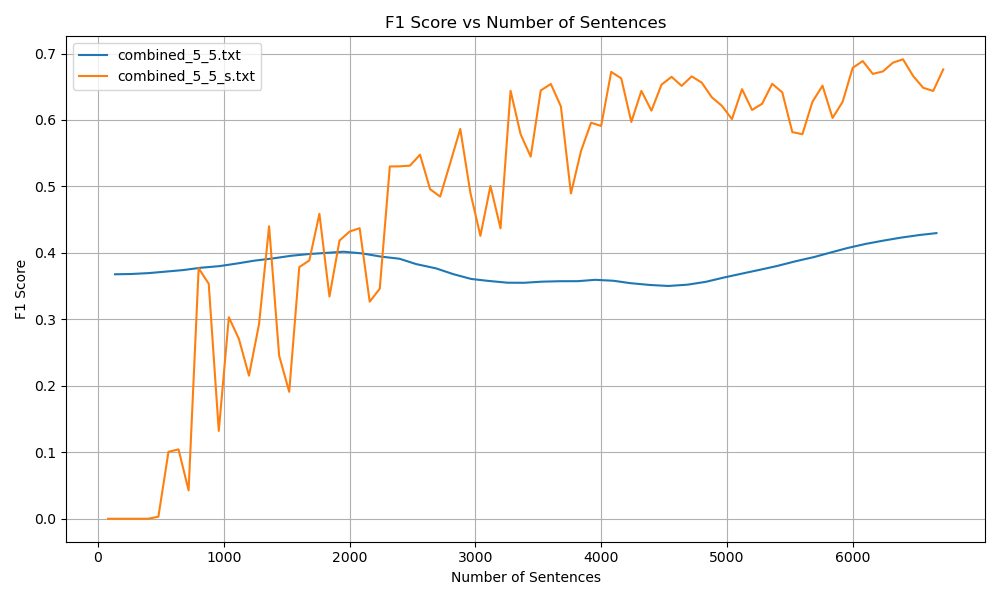 F1 Score vs Number of Sentences
combined_5_5.txt
combined_5_5_s.txt
F1 Score
0.7
0.6
0.5
0.4
0.3
0.2
0.1
0.0
0 1000 2000 3000 4000 5000 6000
Number of Sentences